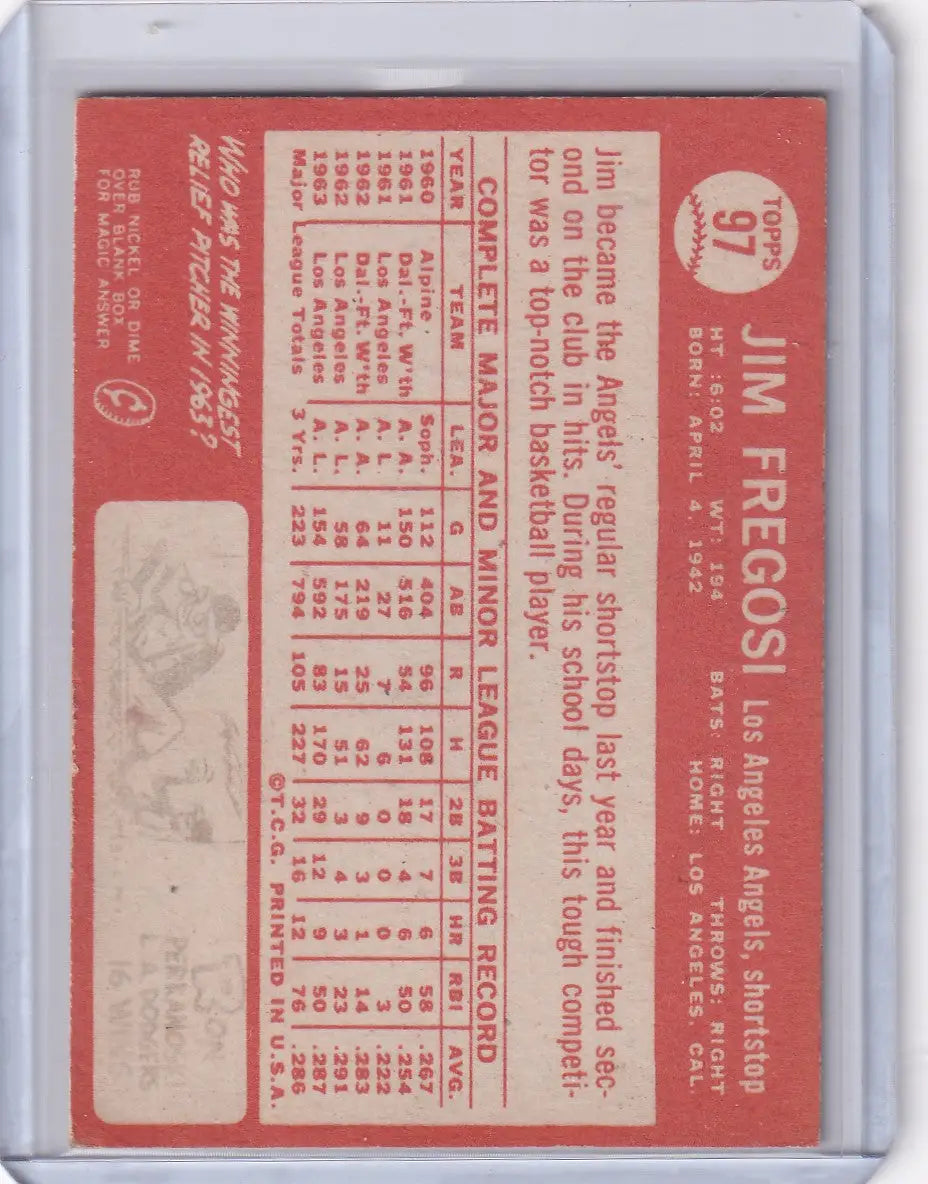 TOPPS
97
JIM FREGOSI Los Angeles Angels, shortstop
HT :6:02 WT: 194 BATS: RIGHT THROWS: RIGHT
BORN: APRIL 4, 1942 HOME: LOS ANGELES, CAL.
Jim became the Angels' regular shortstop last year and finished sec-
ond on the club in hits. During his school days, this tough competi-
tor was a top-notch basketball player.
COMPLETE MAJOR AND MINOR LEAGUE BATTING RECORD
YEAR TEAM LEA. G AB R H 2B 3B HR RBI AVG.
1960 Alpine Soph. 112 404 96 108 17 7 6 58 .267
1961 Dal.-Ft. W'th A. A. 150 516 54 131 18 4 6 50 .254
1961 Los Angeles A. L. 11 27 7 6 0 0 0 3 .222
1962 Dal.-Ft. W'th A. A. 64 219 25 62 9 3 1 14 .283
1962 Los Angeles A. L. 58 175 15 51 3 4 3 23 .291
1963 Los Angeles A. L. 154 592 83 170 29 12 9 50 .287
Major League Totals 3 Yrs. 223 794 105 227 32 16 12 76 .286
©T.C.G. PRINTED IN U.S.A.
WHO WAS THE WINNINGEST
RELIEF PITCHER IN 1963?
RUB NICKEL OR DIME
OVER BLANK BOX
FOR MAGIC ANSWER
RON
L A DODGERS